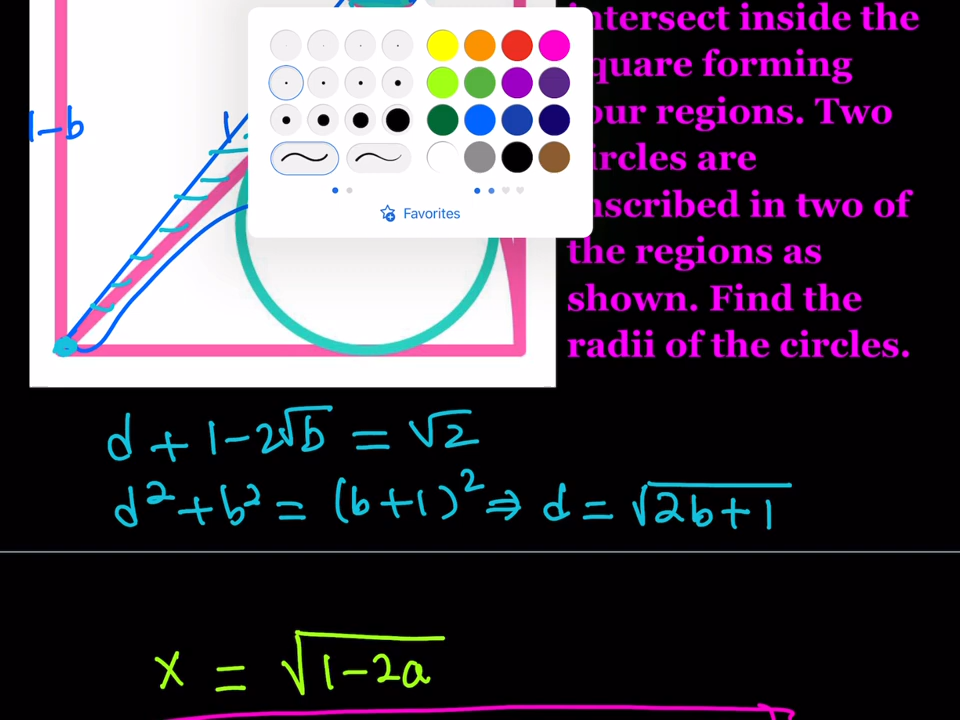 intersect inside the
quare forming
our regions. Two
ircles are
nscribed in two of
the regions as
shown. Find the
radii of the circles.
1-b
1
Favorites
d + 1-2√b = √2
d²+b² = (b+1)² ⇒ d = √2b+1
x = √1-2a